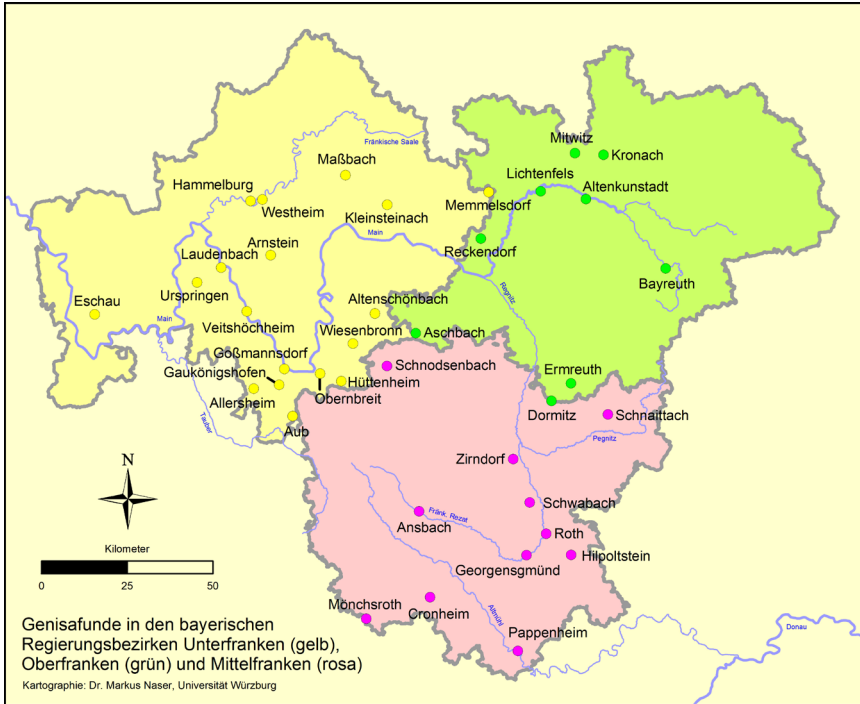 Mitwitz
Kronach
Fränkische Saale
Maßbach
Lichtenfels
Hammelburg
Altenkunstadt
Westheim
Memmelsdorf
Kleinsteinach
Main
Arnstein
Reckendorf
Laudenbach
Bayreuth
Urspringen
Regnitz
Eschau
Altenschönbach
Main
Veitshöchheim
Aschbach
Wiesenbronn
Gößmannsdorf
Schnodsenbach
Gaukönigshofen
Ermreuth
Hüttenheim
Allersheim
Obernbreit
Dormitz
Schnaittach
Tauber
Aub
Pegnitz
Zirndorf
N
Schwabach
Fränk. Rezat
Ansbach
Roth
Kilometer
Hilpoltstein
Georgensgmünd
0 25 50
Mönchsroth
Cronheim
Altmühl
Donau
Pappenheim
Genisafunde in den bayerischen
Regierungsbezirken Unterfranken (gelb),
Oberfranken (grün) und Mittelfranken (rosa)
Kartographie: Dr. Markus Naser, Universität Würzburg